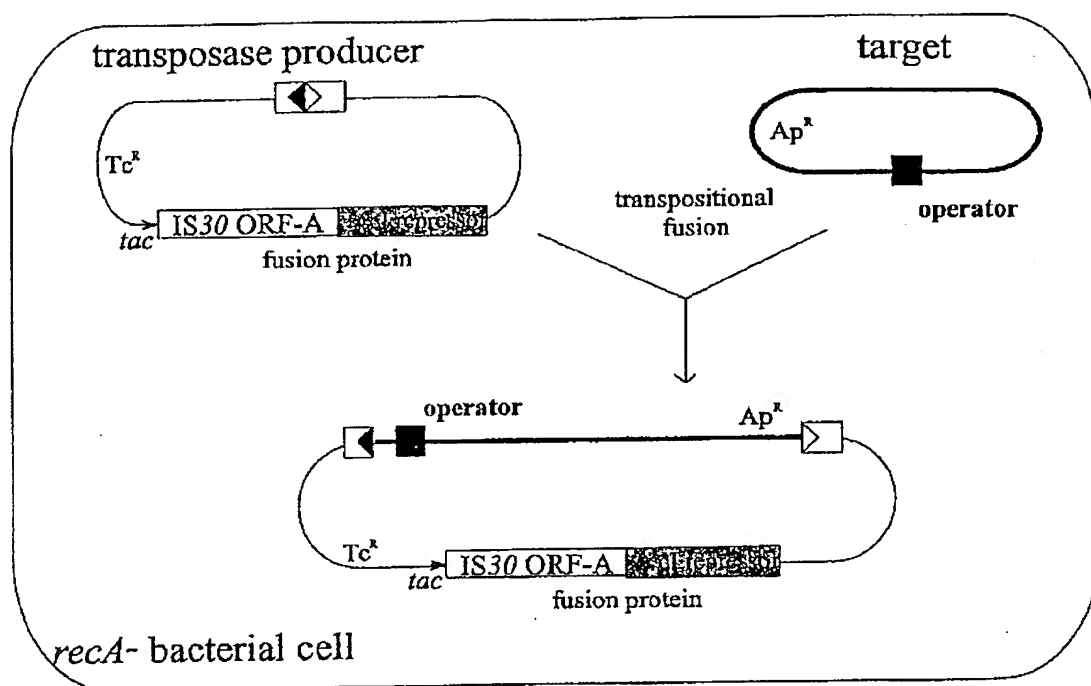 transposase producer
target
Tc^R
Ap^R
operator
tac
IS30 ORF-A
fusion protein
transpositional
fusion
operator
Ap^R
Tc^R
tac
IS30 ORF-A
fusion protein
recA- bacterial cell